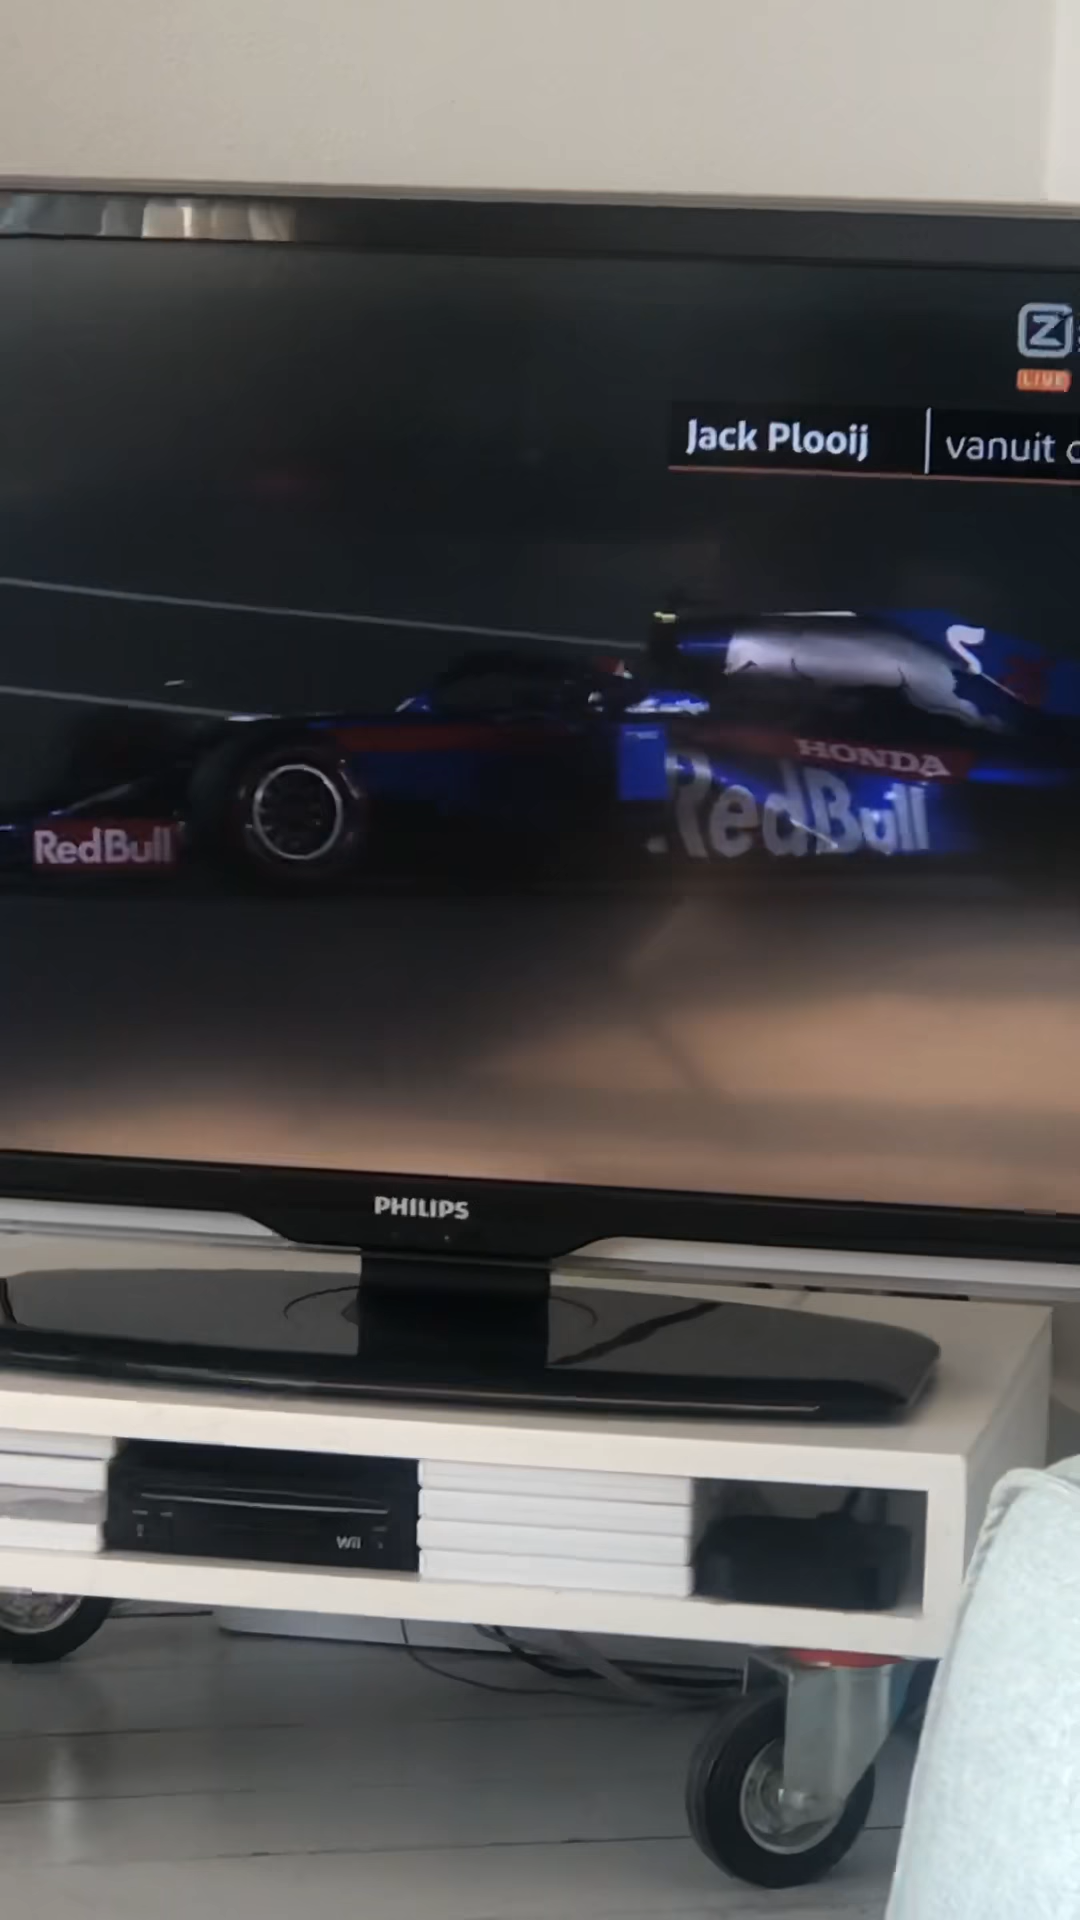 Z
LIVE
Jack Plooij | vanuit
HONDA
RedBull
RedBull
PHILIPS
Wii